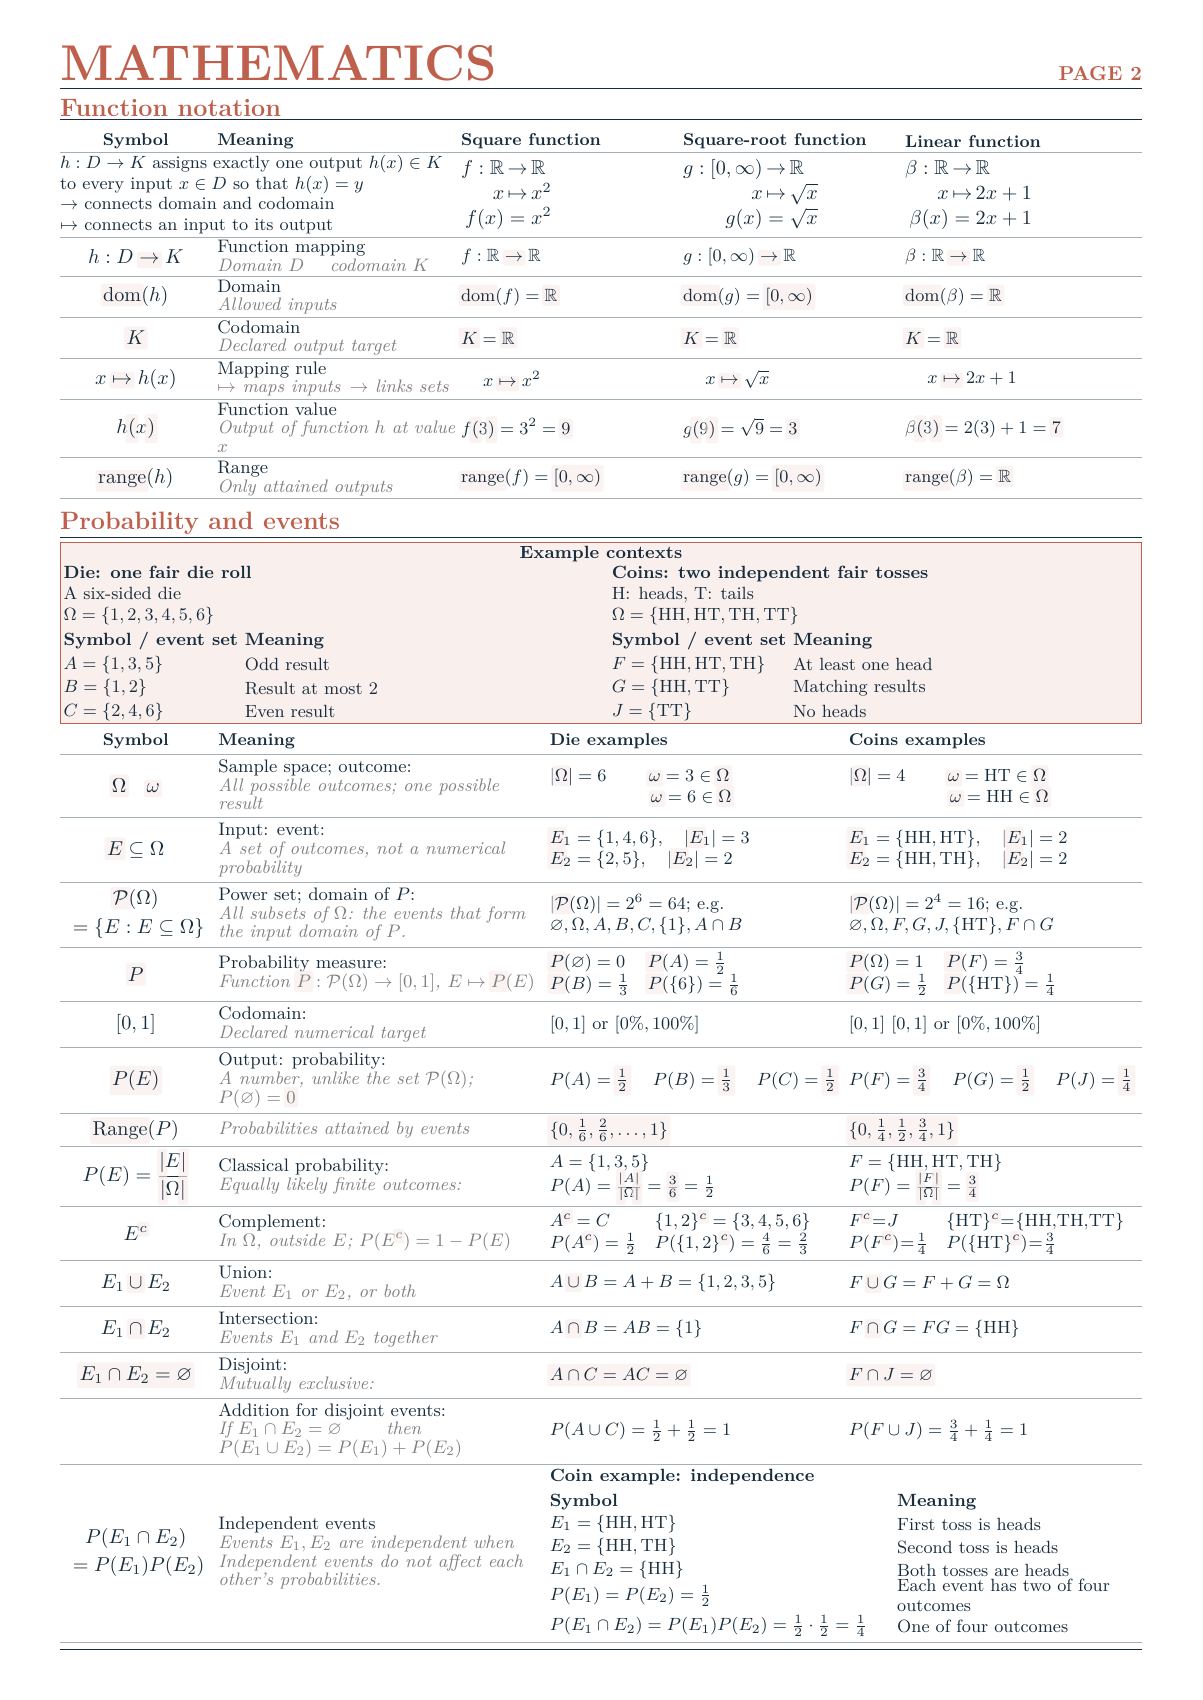 MATHEMATICS PAGE 2
Function notation
Symbol Meaning Square function Square-root function Linear function
h : D → K assigns exactly one output h(x) ∈ K
to every input x ∈ D so that h(x) = y
→ connects domain and codomain
↦ connects an input to its output
f : ℝ → ℝ
x ↦ x²
f(x) = x²
g : [0, ∞) → ℝ
x ↦ √x
g(x) = √x
β : ℝ → ℝ
x ↦ 2x + 1
β(x) = 2x + 1
h : D → K Function mapping f : ℝ → ℝ g : [0, ∞) → ℝ β : ℝ → ℝ
Domain D codomain K
dom(h) Domain dom(f) = ℝ dom(g) = [0, ∞) dom(β) = ℝ
Allowed inputs
K Codomain K = ℝ K = ℝ K = ℝ
Declared output target
x ↦ h(x) Mapping rule x ↦ x² x ↦ √x x ↦ 2x + 1
↦ maps inputs → links sets
h(x) Function value
Output of function h at value f(3) = 3² = 9 g(9) = √9 = 3 β(3) = 2(3) + 1 = 7
x
range(h) Range range(f) = [0, ∞) range(g) = [0, ∞) range(β) = ℝ
Only attained outputs
Probability and events
Example contexts
Die: one fair die roll
A six-sided die
Ω = {1, 2, 3, 4, 5, 6}
Symbol / event set Meaning
A = {1, 3, 5} Odd result
B = {1, 2} Result at most 2
C = {2, 4, 6} Even result
Coins: two independent fair tosses
H: heads, T: tails
Ω = {HH, HT, TH, TT}
Symbol / event set Meaning
F = {HH, HT, TH} At least one head
G = {HH, TT} Matching results
J = {TT} No heads
Symbol Meaning Die examples Coins examples
Ω ω Sample space; outcome:
All possible outcomes; one possible
result
|Ω| = 6 ω = 3 ∈ Ω
ω = 6 ∈ Ω
|Ω| = 4 ω = HT ∈ Ω
ω = HH ∈ Ω
E ⊆ Ω Input: event:
A set of outcomes, not a numerical
probability
E₁ = {1, 4, 6}, |E₁| = 3
E₂ = {2, 5}, |E₂| = 2
E₁ = {HH, HT}, |E₁| = 2
E₂ = {HH, TH}, |E₂| = 2
𝒫(Ω)
= {E : E ⊆ Ω}
Power set; domain of P:
All subsets of Ω: the events that form
the input domain of P.
|𝒫(Ω)| = 2⁶ = 64; e.g.
∅, Ω, A, B, C, {1}, A ∩ B
|𝒫(Ω)| = 2⁴ = 16; e.g.
∅, Ω, F, G, J, {HT}, F ∩ G
P Probability measure:
Function P : 𝒫(Ω) → [0, 1], E ↦ P(E)
P(∅) = 0 P(A) = 1/2
P(B) = 1/3 P({6}) = 1/6
P(Ω) = 1 P(F) = 3/4
P(G) = 1/2 P({HT}) = 1/4
[0, 1] Codomain:
Declared numerical target
[0, 1] or [0%, 100%]
[0, 1] [0, 1] or [0%, 100%]
P(E) Output: probability:
A number, unlike the set 𝒫(Ω);
P(∅) = 0
P(A) = 1/2 P(B) = 1/3 P(C) = 1/2
P(F) = 3/4 P(G) = 1/2 P(J) = 1/4
Range(P) Probabilities attained by events {0, 1/6, 2/6, . . . , 1} {0, 1/4, 1/2, 3/4, 1}
P(E) = |E|/|Ω| Classical probability:
Equally likely finite outcomes:
A = {1, 3, 5}
P(A) = |A|/|Ω| = 3/6 = 1/2
F = {HH, HT, TH}
P(F) = |F|/|Ω| = 3/4
Eᶜ Complement:
In Ω, outside E; P(Eᶜ) = 1 − P(E)
Aᶜ = C {1, 2}ᶜ = {3, 4, 5, 6}
P(Aᶜ) = 1/2 P({1, 2}ᶜ) = 4/6 = 2/3
Fᶜ=J {HT}ᶜ={HH,TH,TT}
P(Fᶜ)=1/4 P({HT}ᶜ)=3/4
E₁ ∪ E₂ Union:
Event E₁ or E₂, or both
A ∪ B = A + B = {1, 2, 3, 5}
F ∪ G = F + G = Ω
E₁ ∩ E₂ Intersection:
Events E₁ and E₂ together
A ∩ B = AB = {1}
F ∩ G = FG = {HH}
E₁ ∩ E₂ = ∅ Disjoint:
Mutually exclusive:
A ∩ C = AC = ∅
F ∩ J = ∅
Addition for disjoint events:
If E₁ ∩ E₂ = ∅ then
P(E₁ ∪ E₂) = P(E₁) + P(E₂)
P(A ∪ C) = 1/2 + 1/2 = 1
P(F ∪ J) = 3/4 + 1/4 = 1
P(E₁ ∩ E₂)
= P(E₁)P(E₂)
Independent events
Events E₁, E₂ are independent when
Independent events do not affect each
other's probabilities.
Coin example: independence
Symbol Meaning
E₁ = {HH, HT} First toss is heads
E₂ = {HH, TH} Second toss is heads
E₁ ∩ E₂ = {HH} Both tosses are heads
P(E₁) = P(E₂) = 1/2 Each event has two of four
outcomes
P(E₁ ∩ E₂) = P(E₁)P(E₂) = 1/2 · 1/2 = 1/4 One of four outcomes